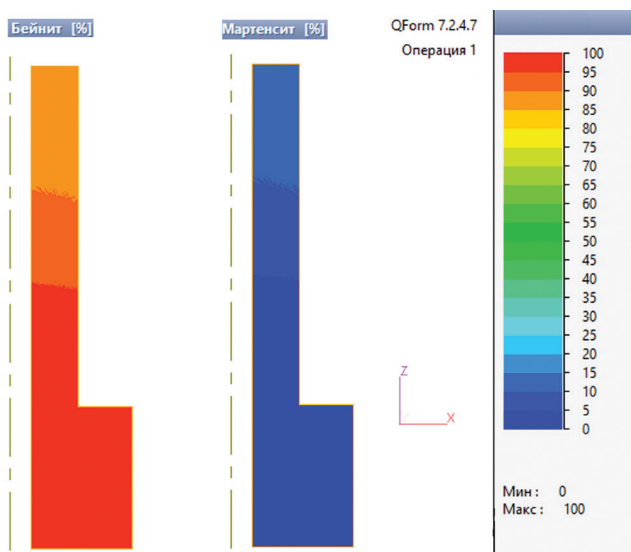 Бейнит [%]
Мартенсит [%]
QForm 7.2.4.7
Операция 1
100
95
90
85
80
75
70
65
60
55
50
45
40
35
30
25
20
15
10
5
0
Z
X
Мин : 0
Макс : 100